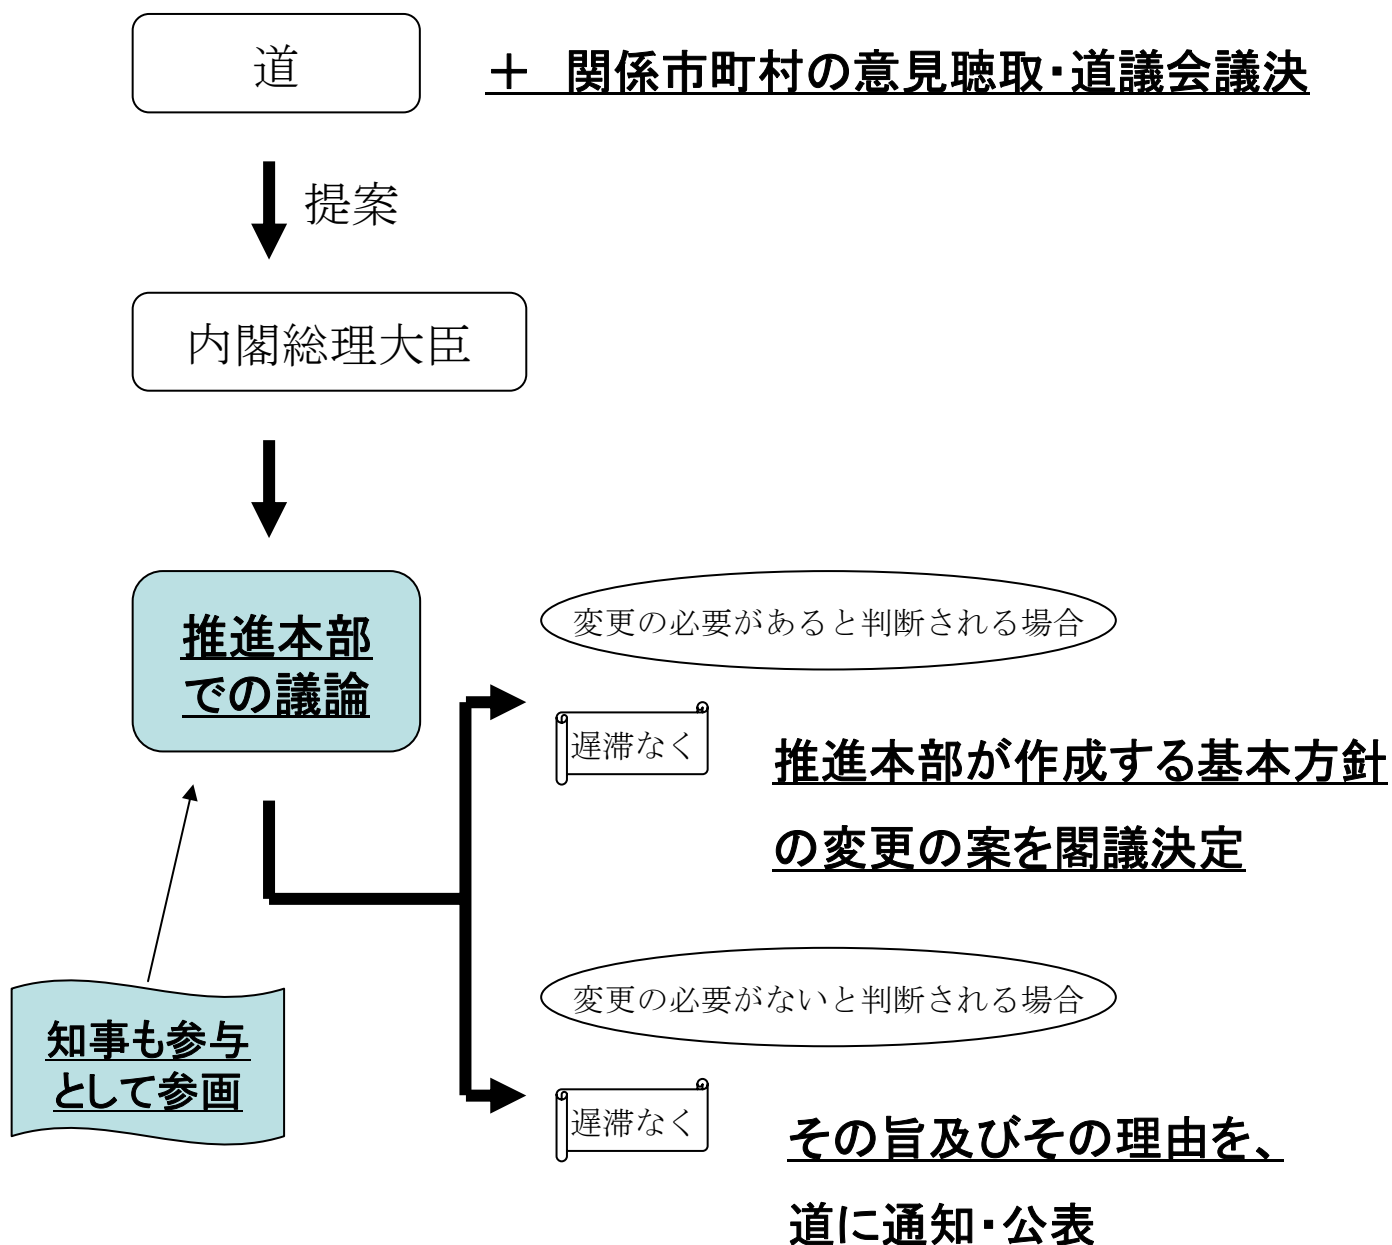 道
＋　関係市町村の意見聴取・道議会議決
提案
内閣総理大臣
推進本部
での議論
変更の必要があると判断される場合
遅滞なく
推進本部が作成する基本方針
の変更の案を閣議決定
知事も参与
として参画
変更の必要がないと判断される場合
遅滞なく
その旨及びその理由を、
道に通知・公表